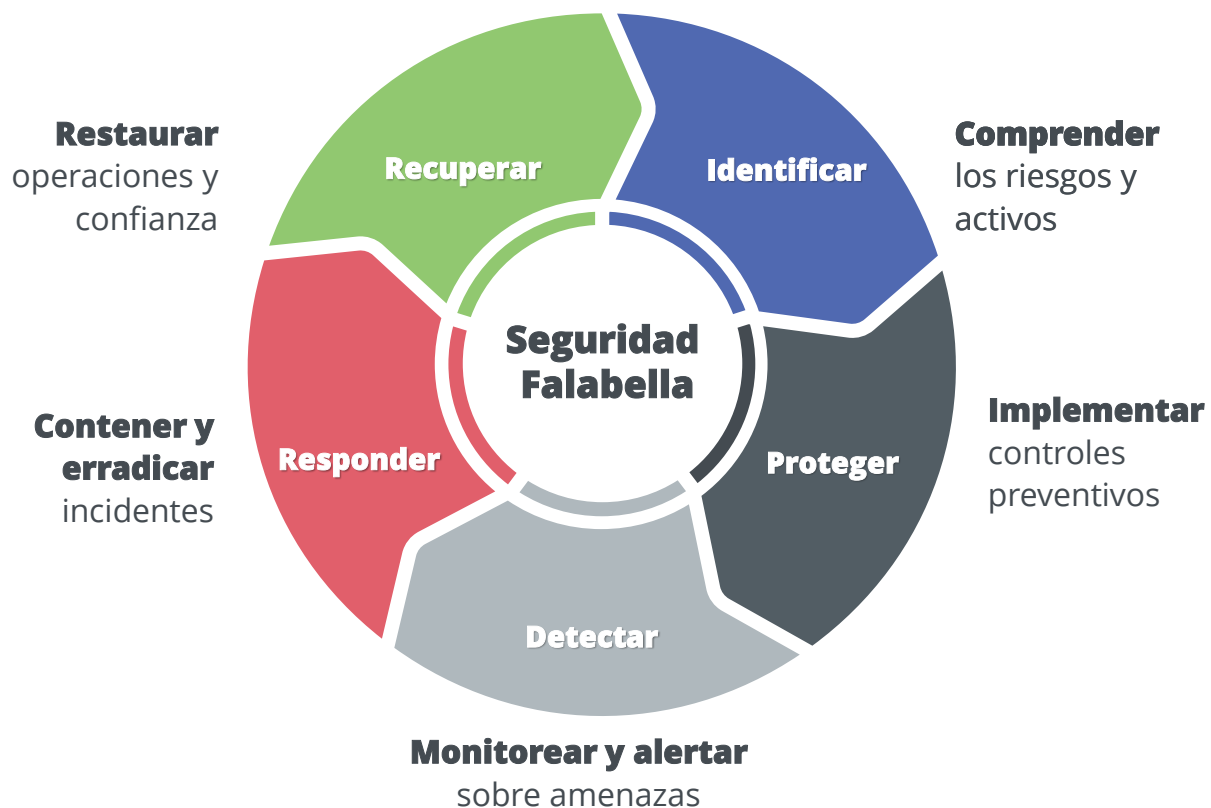 Seguridad
Falabella
Identificar
Comprender
los riesgos y
activos
Proteger
Implementar
controles
preventivos
Detectar
Monitorear y alertar
sobre amenazas
Responder
Contener y
erradicar
incidentes
Recuperar
Restaurar
operaciones y
confianza